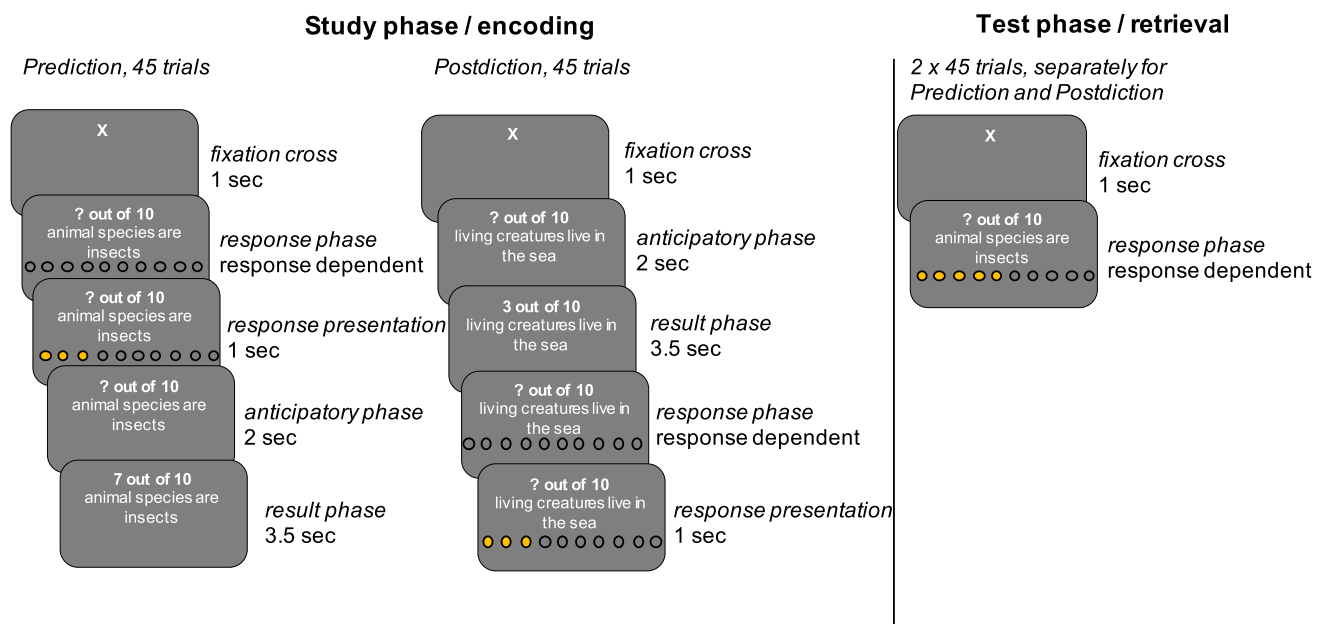 Study phase / encoding
Prediction, 45 trials
X
fixation cross
1 sec
? out of 10
animal species are
insects
response phase
response dependent
? out of 10
animal species are
insects
response presentation
1 sec
? out of 10
animal species are
insects
anticipatory phase
2 sec
7 out of 10
animal species are
insects
result phase
3.5 sec
Postdiction, 45 trials
X
fixation cross
1 sec
? out of 10
living creatures live in
the sea
anticipatory phase
2 sec
3 out of 10
living creatures live in
the sea
result phase
3.5 sec
? out of 10
living creatures live in
the sea
response phase
response dependent
? out of 10
living creatures live in
the sea
response presentation
1 sec
Test phase / retrieval
2 x 45 trials, separately for
Prediction and Postdiction
X
fixation cross
1 sec
? out of 10
animal species are
insects
response phase
response dependent